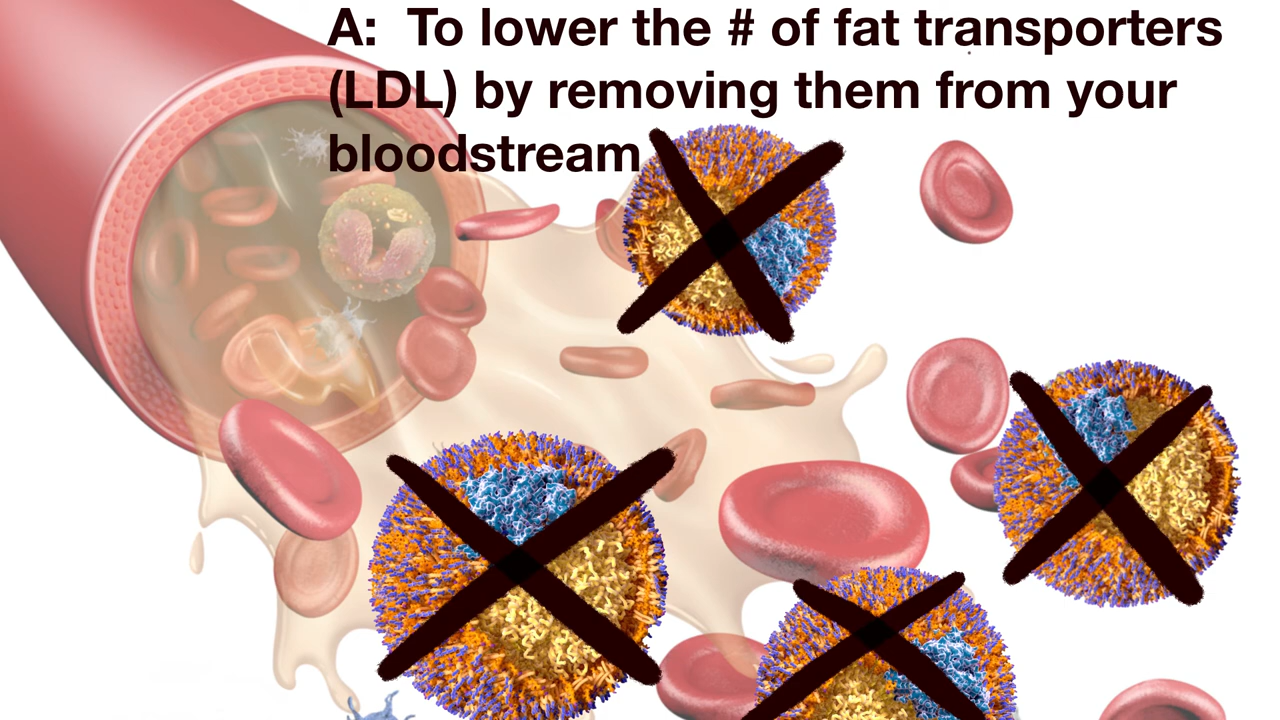 A:  To lower the # of fat transporters
(LDL) by removing them from your
bloodstream